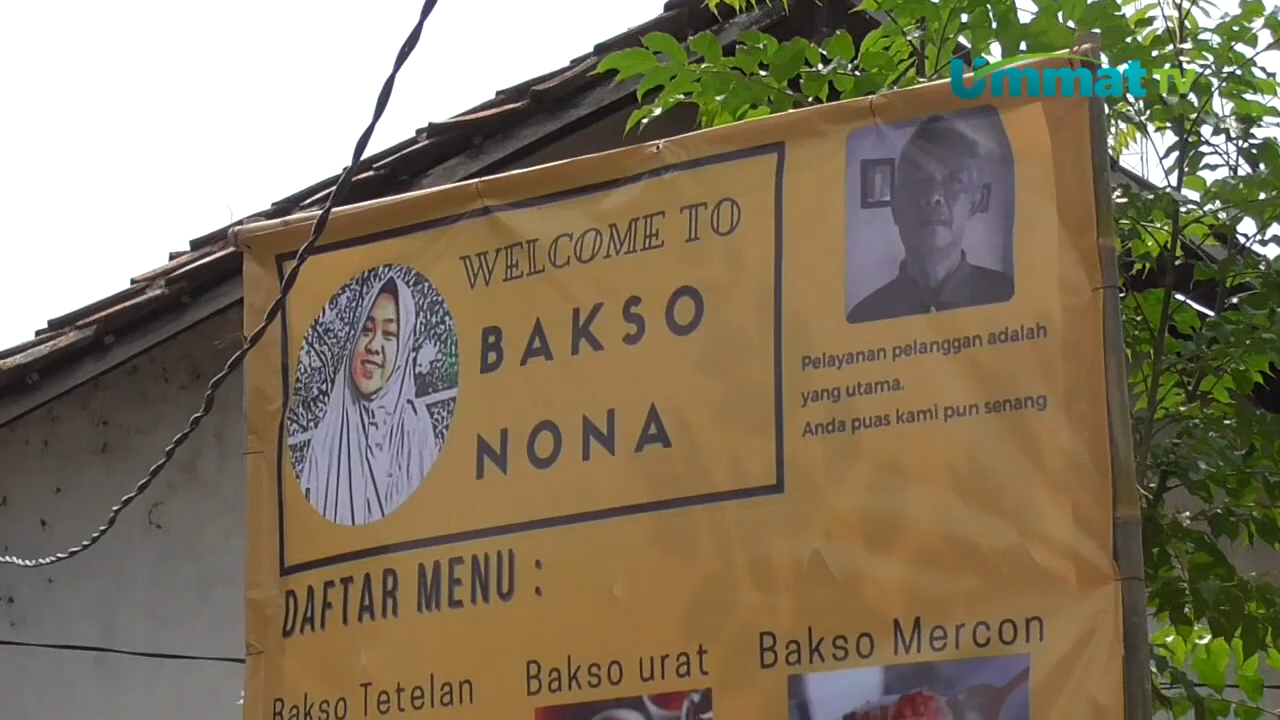 Ummat TV
WELCOME TO
BAKSO
NONA
Pelayanan pelanggan adalah
yang utama.
Anda puas kami pun senang
DAFTAR MENU :
Bakso Tetelan
Bakso urat
Bakso Mercon